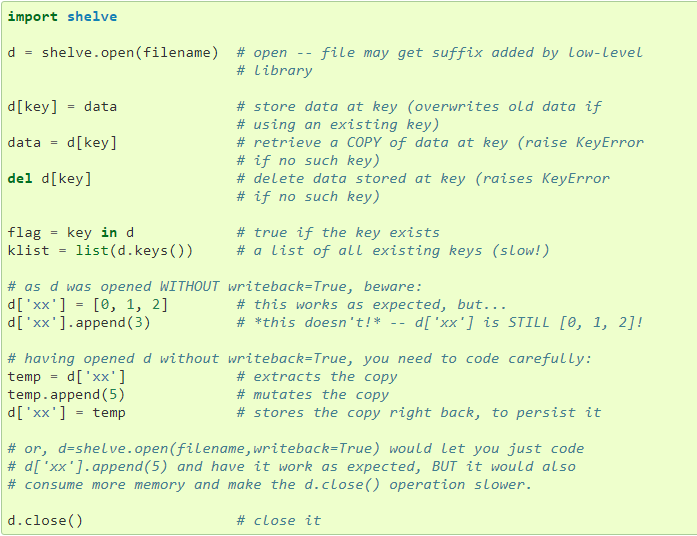 import shelve
d = shelve.open(filename)  # open -- file may get suffix added by low-level
                           # library
d[key] = data              # store data at key (overwrites old data if
                           # using an existing key)
data = d[key]              # retrieve a COPY of data at key (raise KeyError
                           # if no such key)
del d[key]                 # delete data stored at key (raises KeyError
                           # if no such key)
flag = key in d            # true if the key exists
klist = list(d.keys())     # a list of all existing keys (slow!)
# as d was opened WITHOUT writeback=True, beware:
d['xx'] = [0, 1, 2]        # this works as expected, but...
d['xx'].append(3)          # *this doesn't!* -- d['xx'] is STILL [0, 1, 2]!
# having opened d without writeback=True, you need to code carefully:
temp = d['xx']             # extracts the copy
temp.append(5)             # mutates the copy
d['xx'] = temp             # stores the copy right back, to persist it
# or, d=shelve.open(filename,writeback=True) would let you just code
# d['xx'].append(5) and have it work as expected, BUT it would also
# consume more memory and make the d.close() operation slower.
d.close()                  # close it